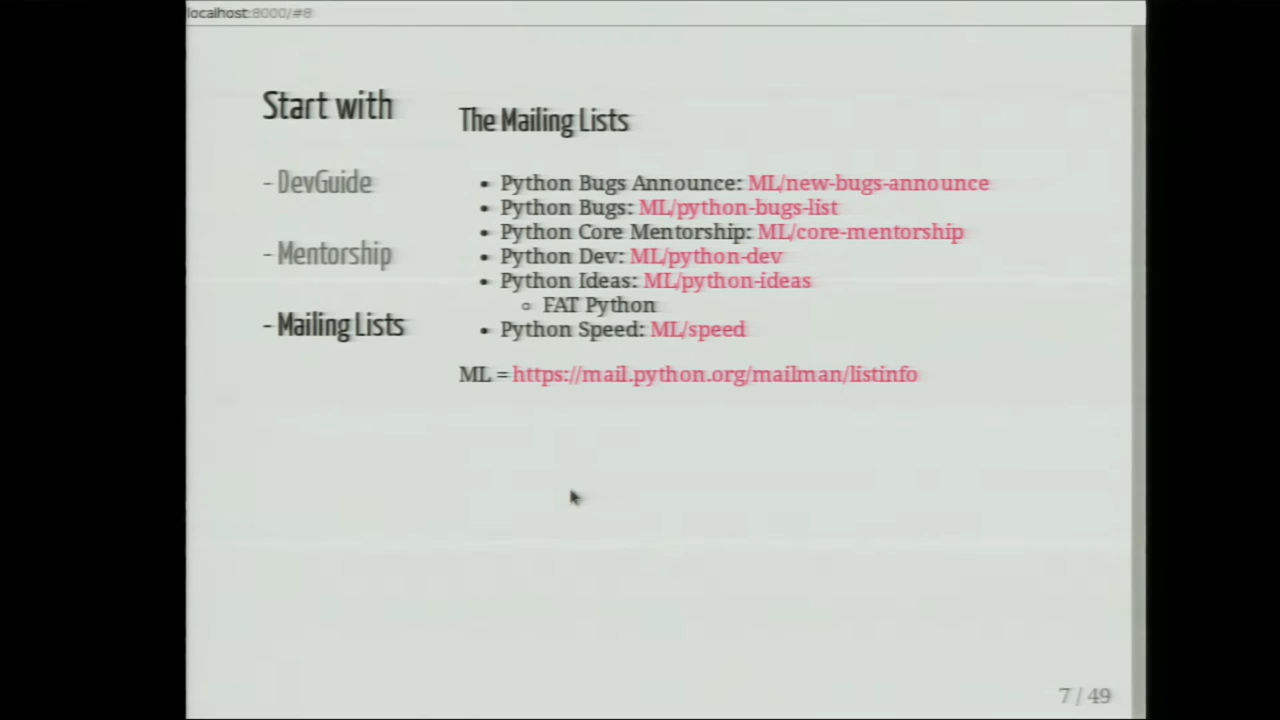 localhost:8000/#8
Start with
- DevGuide
- Mentorship
- Mailing Lists
The Mailing Lists
• Python Bugs Announce: ML/new-bugs-announce
• Python Bugs: ML/python-bugs-list
• Python Core Mentorship: ML/core-mentorship
• Python Dev: ML/python-dev
• Python Ideas: ML/python-ideas
○ FAT Python
• Python Speed: ML/speed
ML = https://mail.python.org/mailman/listinfo
7 / 49